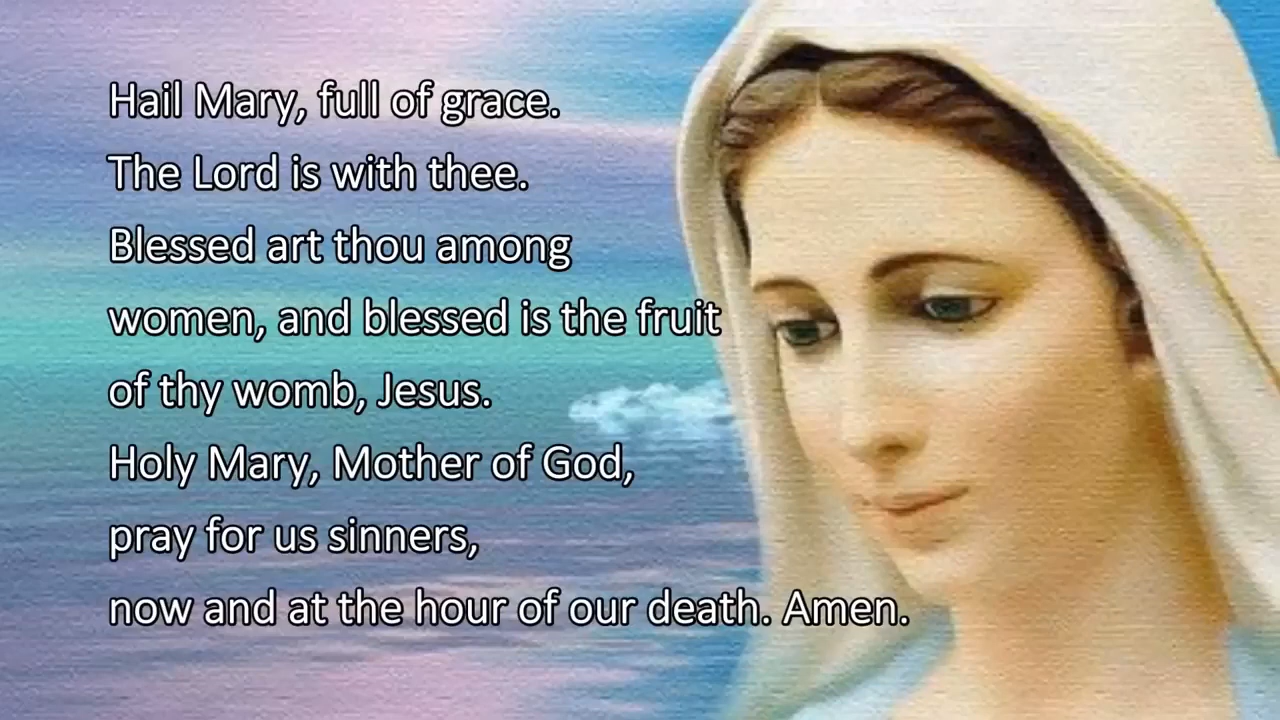 Hail Mary, full of grace.
The Lord is with thee.
Blessed art thou among
women, and blessed is the fruit
of thy womb, Jesus.
Holy Mary, Mother of God,
pray for us sinners,
now and at the hour of our death. Amen.